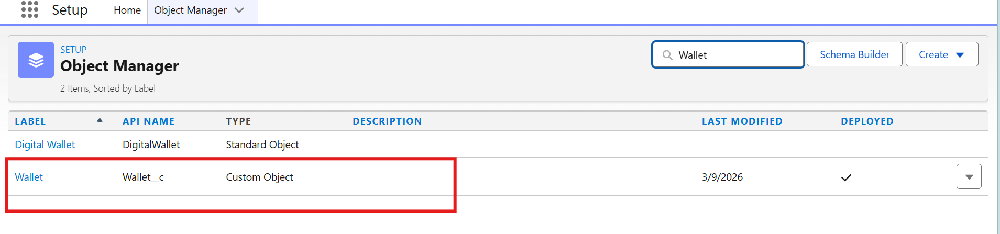 Setup Home Object Manager
SETUP
Object Manager
2 Items, Sorted by Label
Wallet
Schema Builder
Create
LABEL API NAME TYPE DESCRIPTION LAST MODIFIED DEPLOYED
Digital Wallet DigitalWallet Standard Object
Wallet Wallet__c Custom Object 3/9/2026